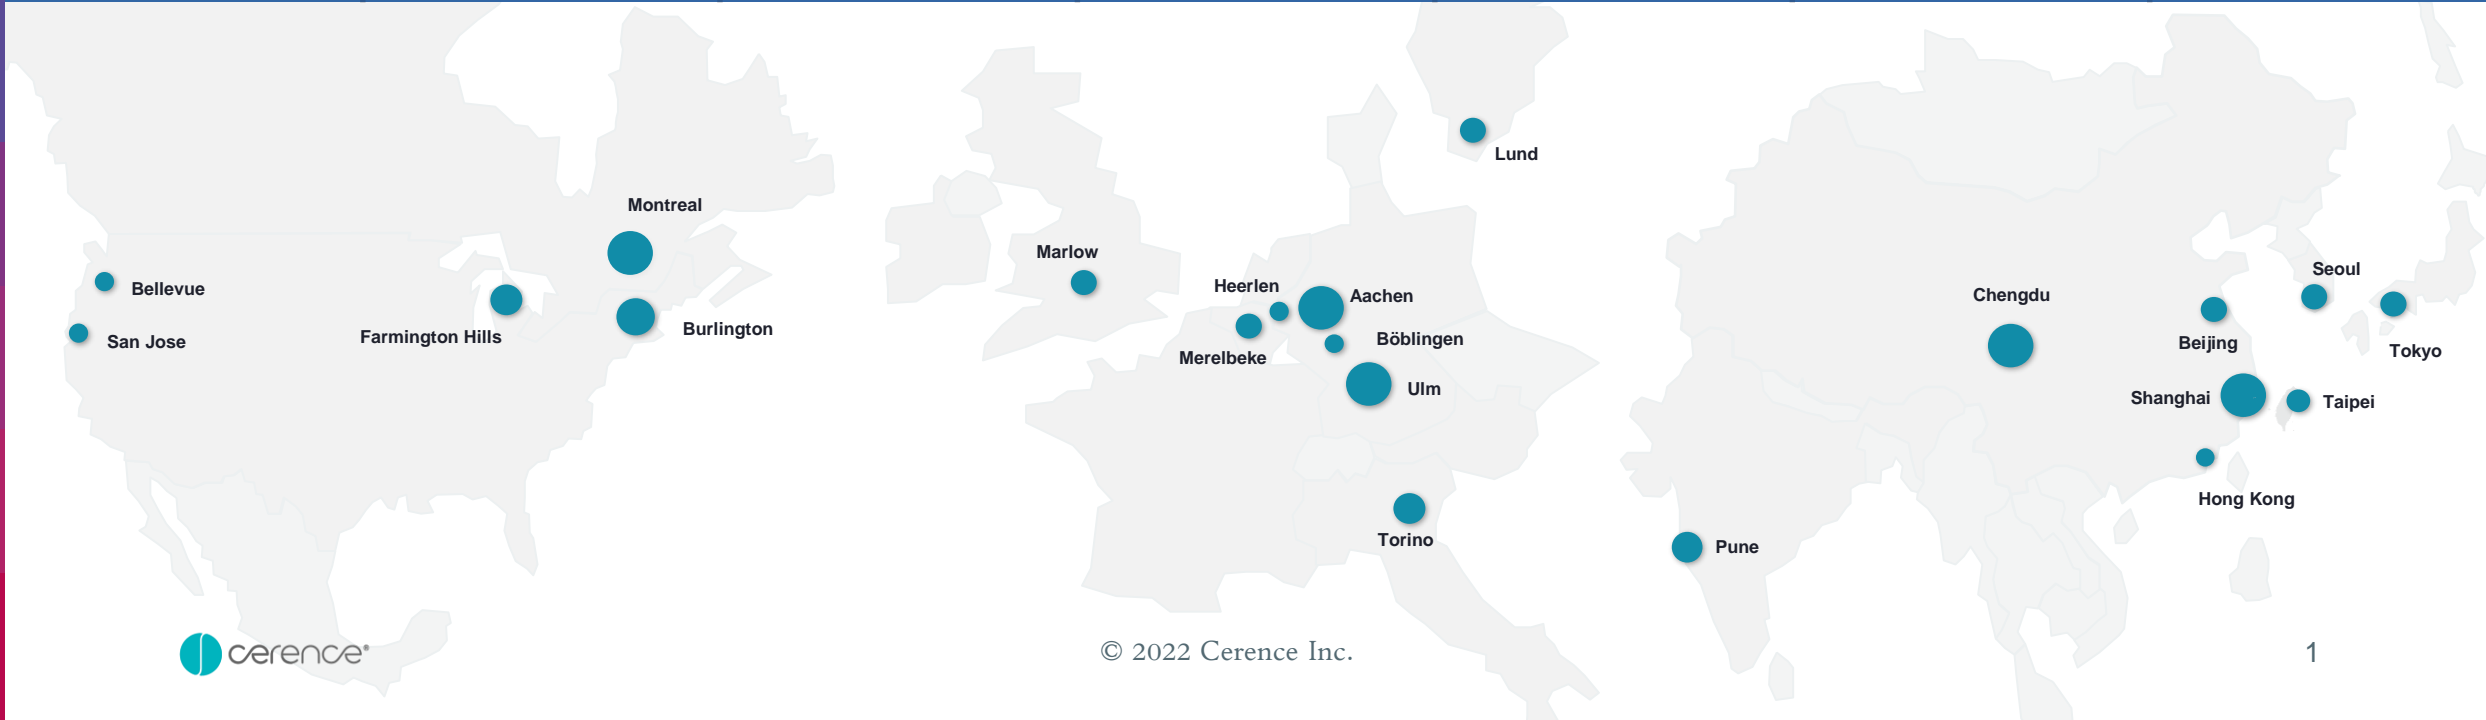 Montreal
Bellevue
San Jose
Farmington Hills
Burlington
Lund
Marlow
Heerlen
Aachen
Böblingen
Merelbeke
Ulm
Torino
Chengdu
Seoul
Beijing
Tokyo
Shanghai
Taipei
Hong Kong
Pune
cerence®
© 2022 Cerence Inc.
1